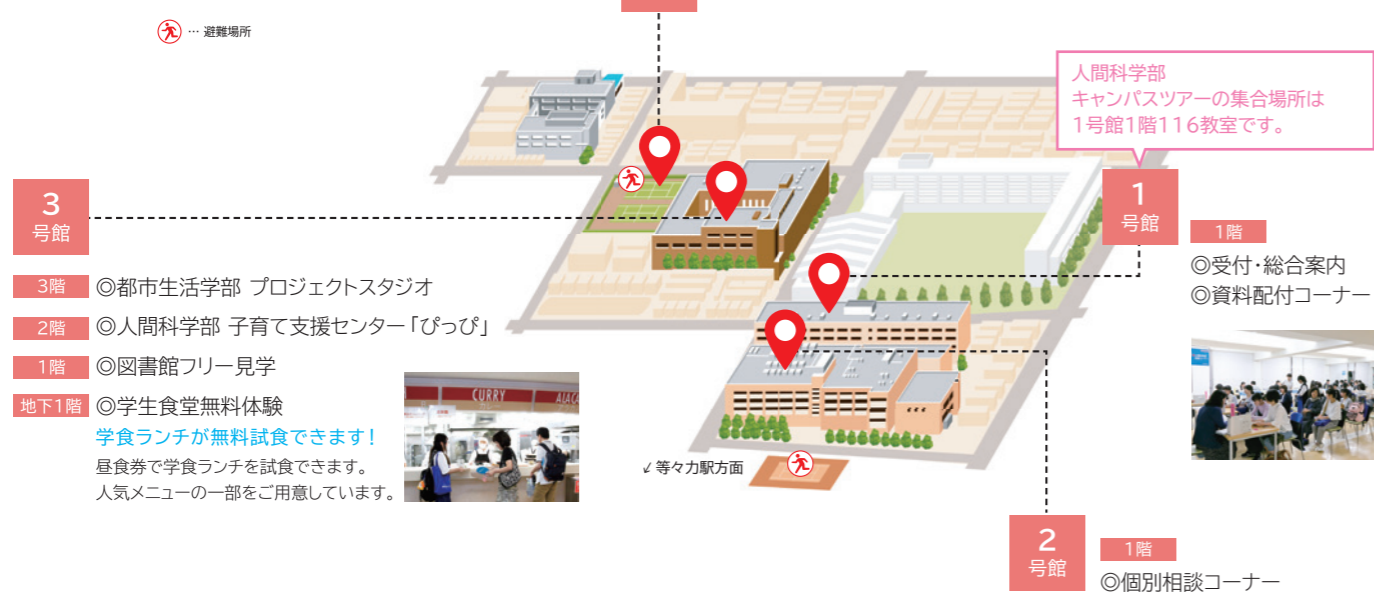 … 避難場所
人間科学部
キャンパスツアーの集合場所は
1号館1階116教室です。
3
号館
3階 ◎都市生活学部 プロジェクトスタジオ
2階 ◎人間科学部 子育て支援センター「ぴっぴ」
1階 ◎図書館フリー見学
地下1階 ◎学生食堂無料体験
学食ランチが無料試食できます!
昼食券で学食ランチを試食できます。
人気メニューの一部をご用意しています。
CURRY
↙等々力駅方面
1
号館
1階
◎受付・総合案内
◎資料配付コーナー
2
号館
1階
◎個別相談コーナー